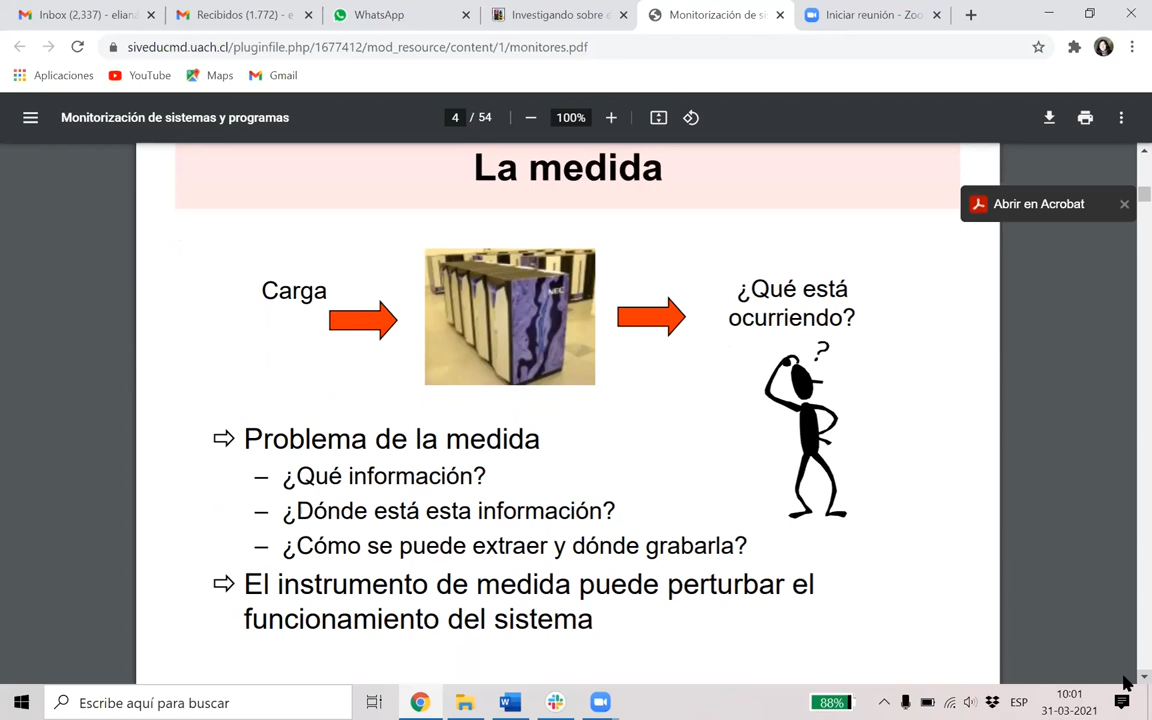 Inbox (2,337) - elian
Recibidos (1.772) - e
WhatsApp
Investigando sobre e
Monitorización de si
Iniciar reunión - Zoo
siveducmd.uach.cl/pluginfile.php/1677412/mod_resource/content/1/monitores.pdf
Aplicaciones
YouTube
Maps
Gmail
Monitorización de sistemas y programas
4 / 54
100%
La medida
Abrir en Acrobat
Carga
NEC
¿Qué está
ocurriendo?
?
Problema de la medida
– ¿Qué información?
– ¿Dónde está esta información?
– ¿Cómo se puede extraer y dónde grabarla?
El instrumento de medida puede perturbar el
funcionamiento del sistema
Escribe aquí para buscar
88%
ESP
10:01
31-03-2021